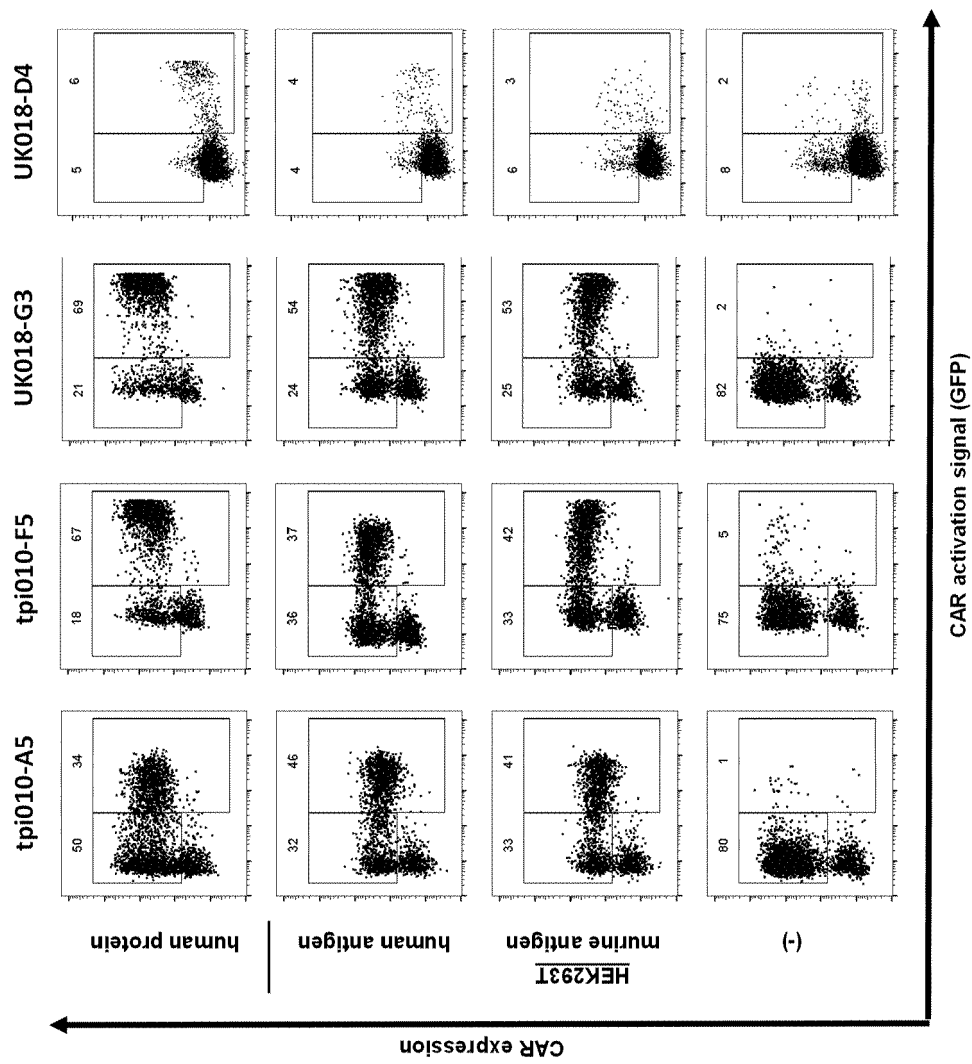 tpi010-A5
tpi010-F5
UK018-G3
UK018-D4
human protein
50 34
18 67
21 69
5 6
human antigen
32 46
36 37
24 54
4 4
HEK293T
murine antigen
33 41
33 42
25 53
6 3
(-)
80 1
75 5
82 2
8 2
CAR expression
CAR activation signal (GFP)